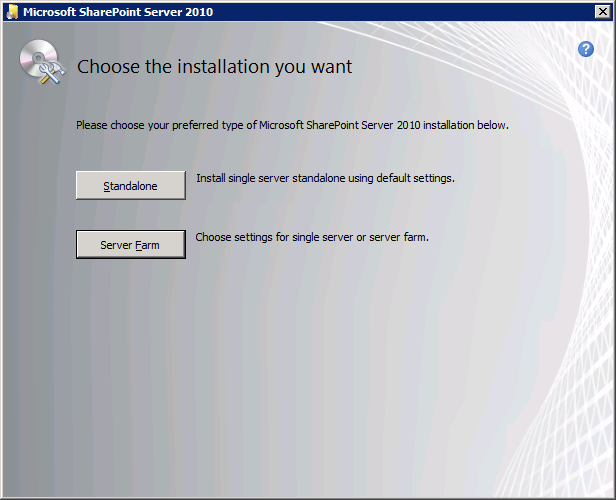 Microsoft SharePoint Server 2010
Choose the installation you want
Please choose your preferred type of Microsoft SharePoint Server 2010 installation below.
Standalone
Install single server standalone using default settings.
Server Farm
Choose settings for single server or server farm.